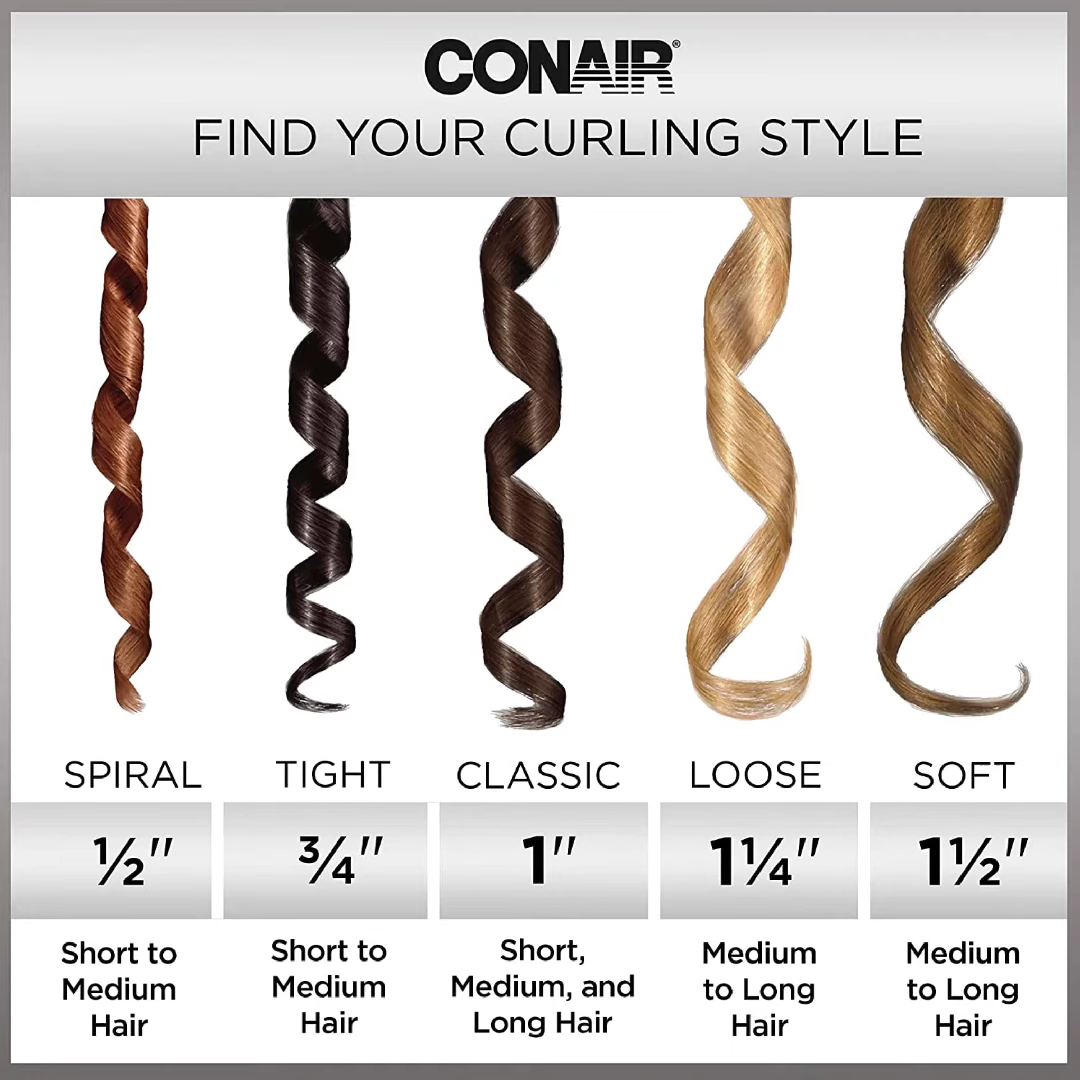 CONAIR®
FIND YOUR CURLING STYLE
SPIRAL
TIGHT
CLASSIC
LOOSE
SOFT
½"
¾"
1"
1¼"
1½"
Short to
Medium
Hair
Short to
Medium
Hair
Short,
Medium, and
Long Hair
Medium
to Long
Hair
Medium
to Long
Hair